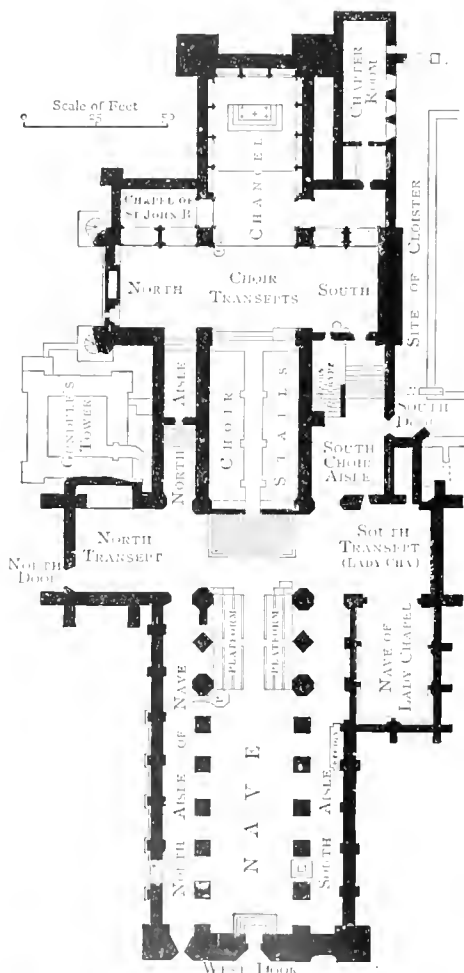 Scale of Feet
0 25 50
CHAPTER
ROOM
CHANCEL
CHAPEL OF
ST JOHN B
SITE OF CLOISTER
NORTH
CHOIR
TRANSEPTS
SOUTH
GUNDULF'S
TOWER
NORTH
AISLE
CHOIR
STALLS
SOUTH
DOOR
SOUTH
CHOIR
AISLE
NORTH
DOOR
NORTH
TRANSEPT
SOUTH
TRANSEPT
(LADY CHA)
PLATFORM
PLATFORM
NAVE OF
LADY CHAPEL
NORTH AISLE OF NAVE
NAVE
SOUTH AISLE
P
WEST DOOR